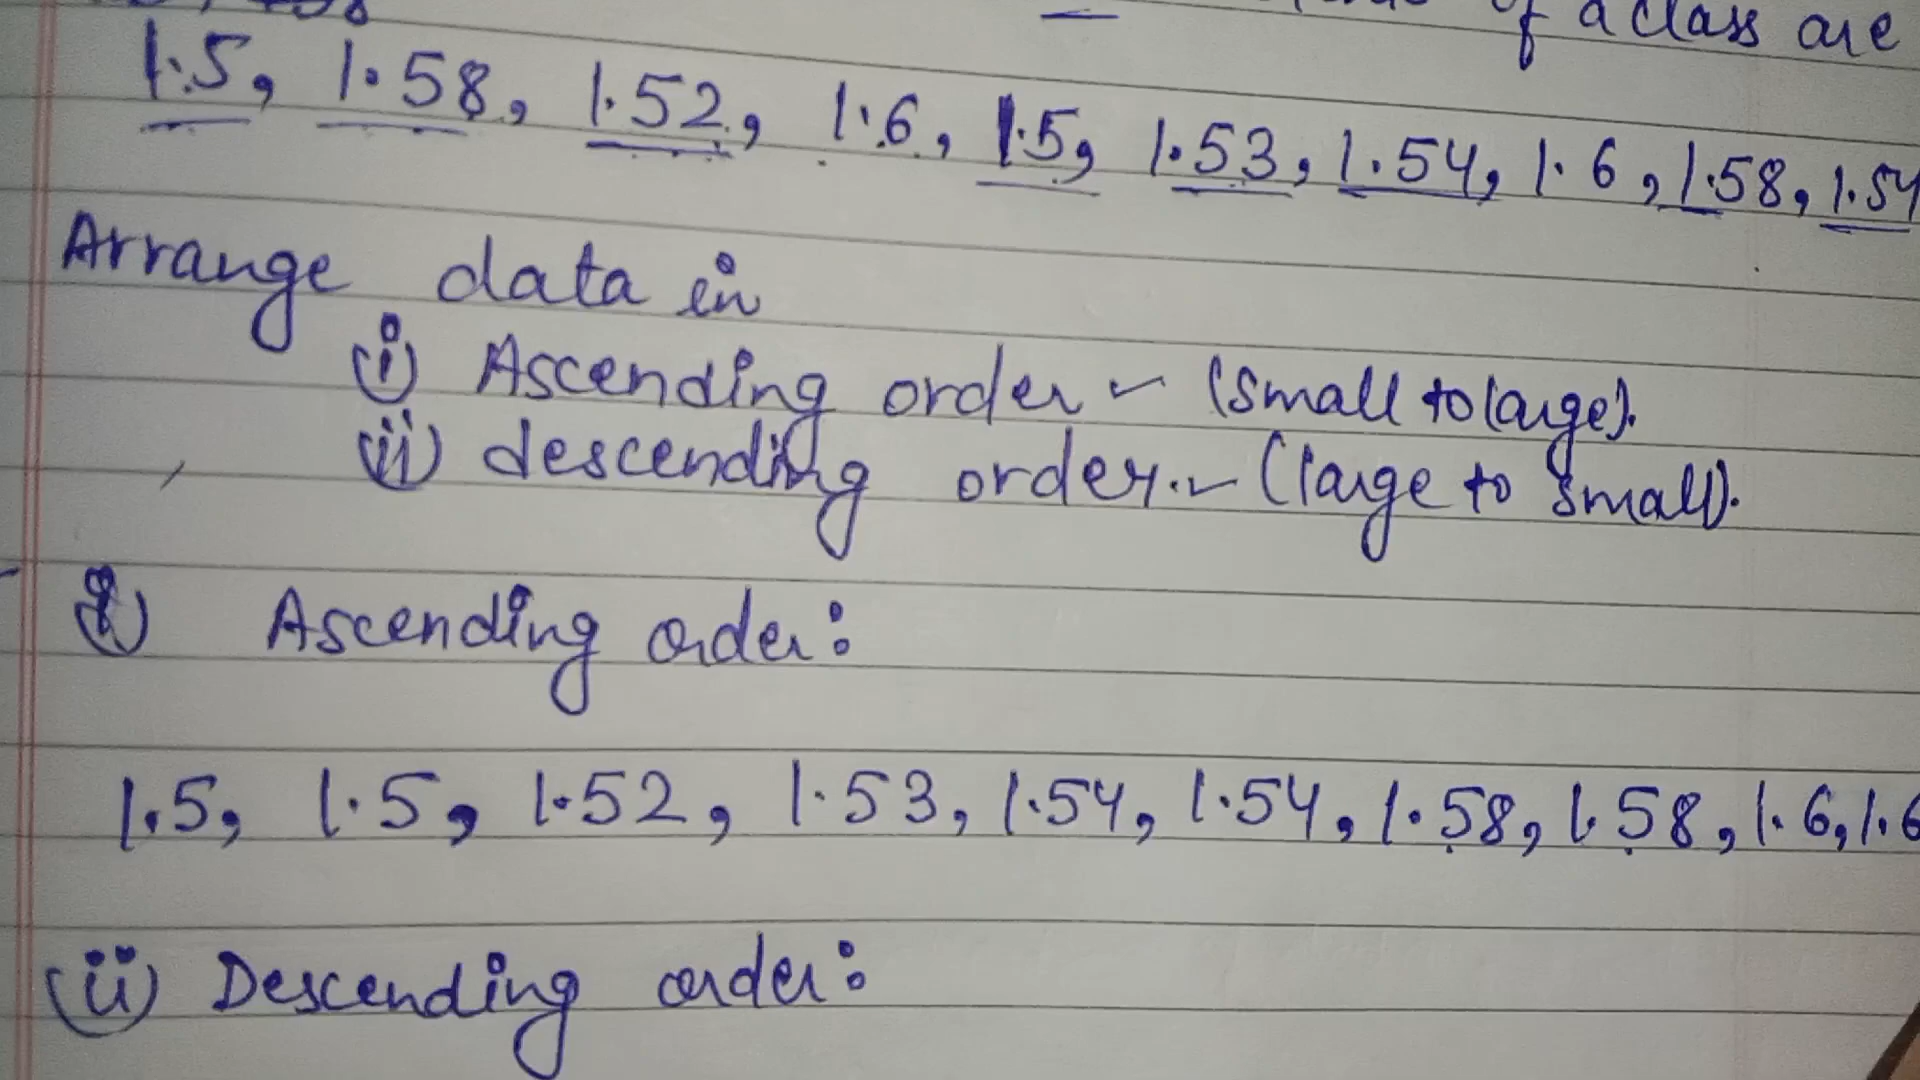 of a class are
1.5, 1.58, 1.52, 1.6, 1.5, 1.53, 1.54, 1.6, 1.58, 1.54
Arrange data in
(i) Ascending order - (small to large).
(ii) descending order. - (large to small).
(i) Ascending order:
1.5, 1.5, 1.52, 1.53, 1.54, 1.54, 1.58, 1.58, 1.6, 1.6
(ii) Descending order: